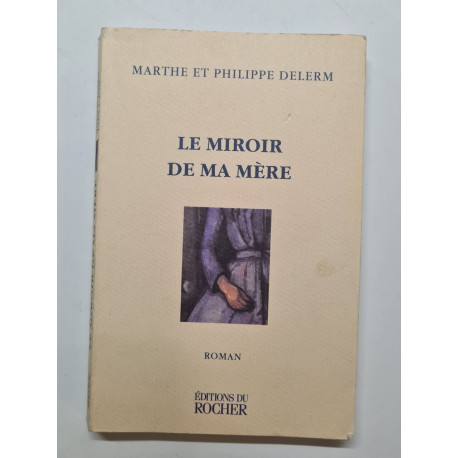 MARTHE ET PHILIPPE DELERM
LE MIROIR
DE MA MÈRE
ROMAN
ÉDITIONS DU
ROCHER